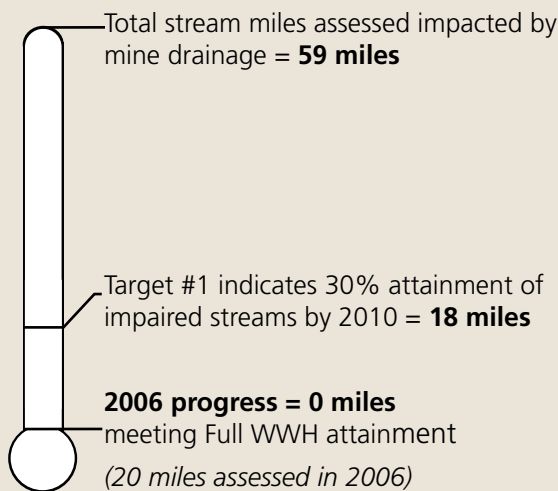 Total stream miles assessed impacted by
mine drainage = 59 miles
Target #1 indicates 30% attainment of
impaired streams by 2010 = 18 miles
2006 progress = 0 miles
meeting Full WWH attainment
(20 miles assessed in 2006)